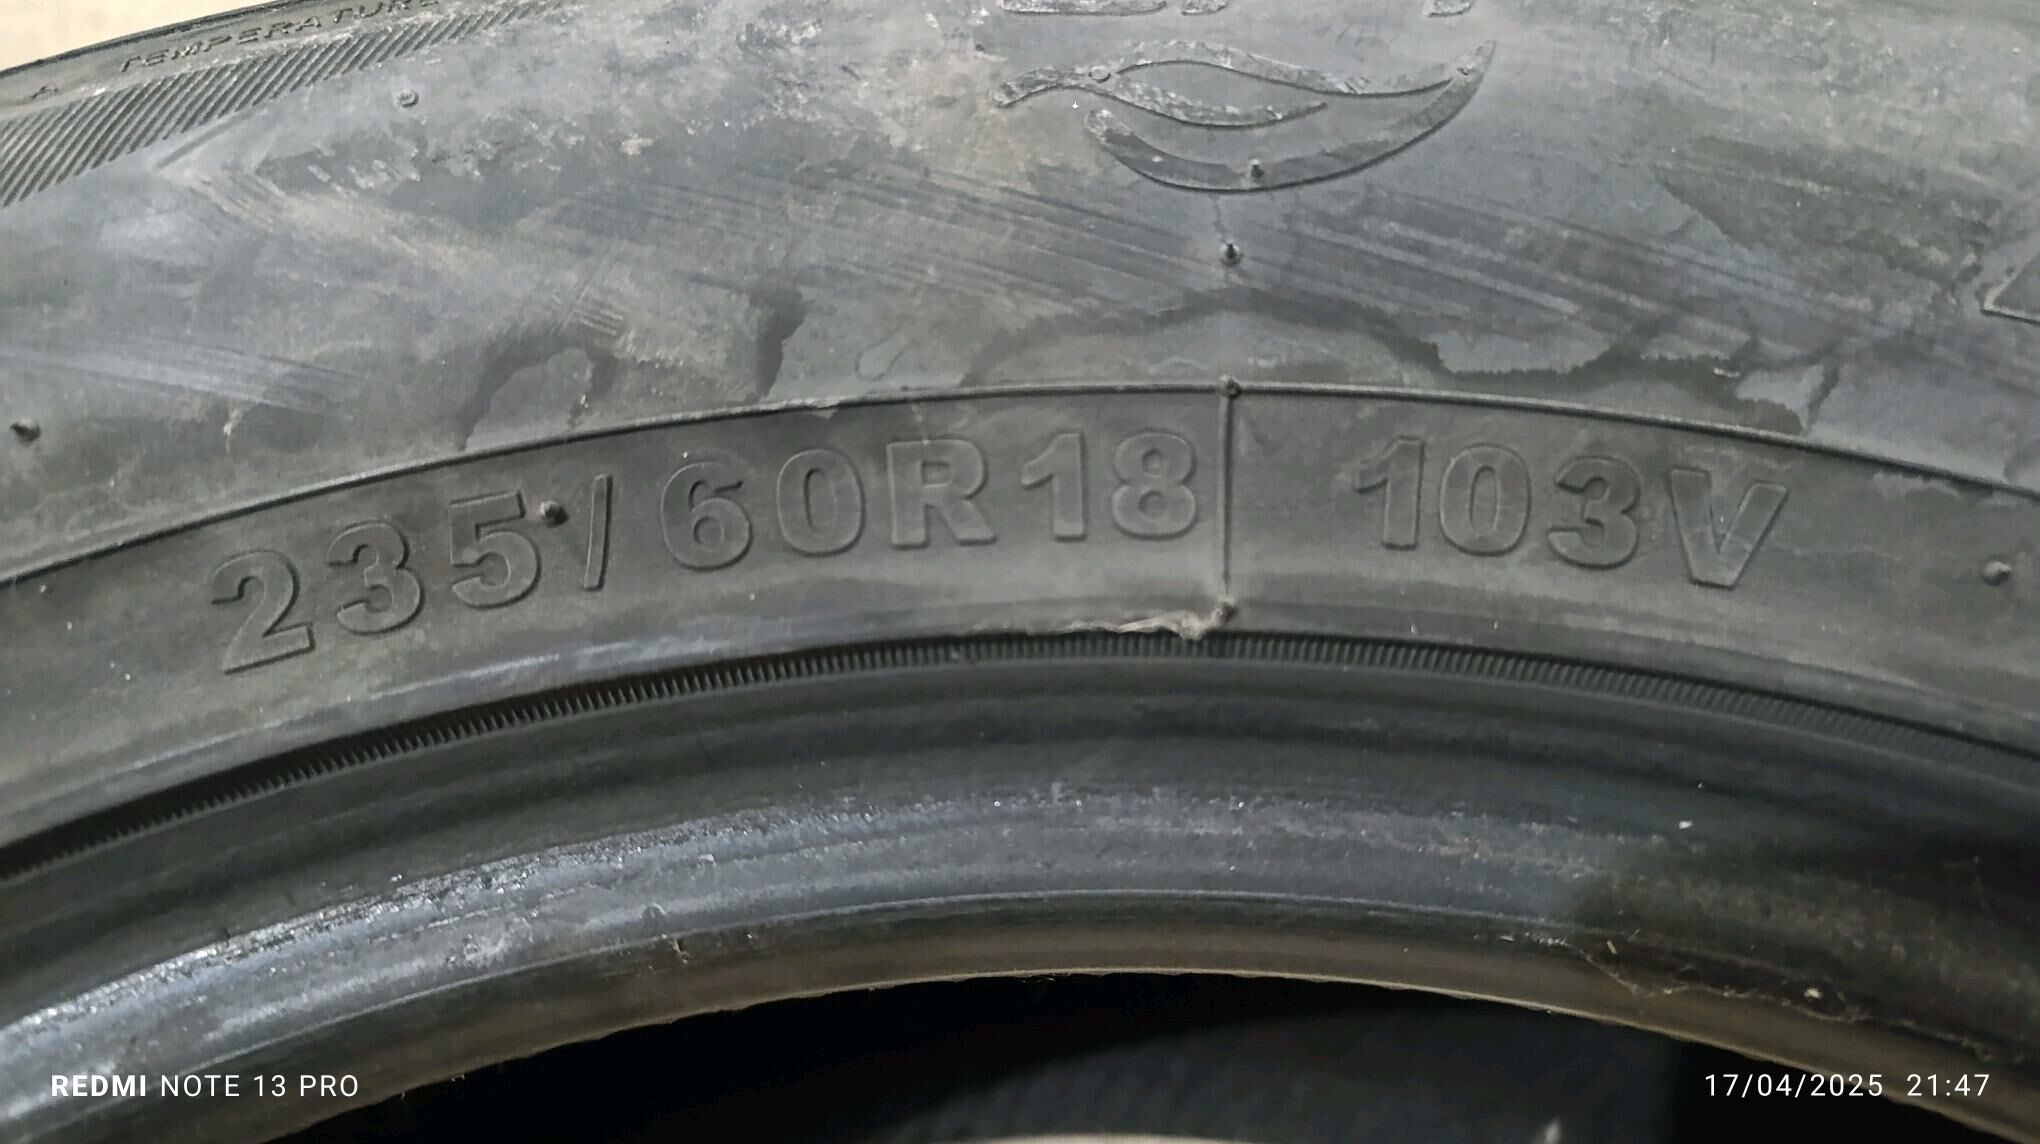 A TEMPERATURE
235/60R18 103V
REDMI NOTE 13 PRO
17/04/2025 21:47